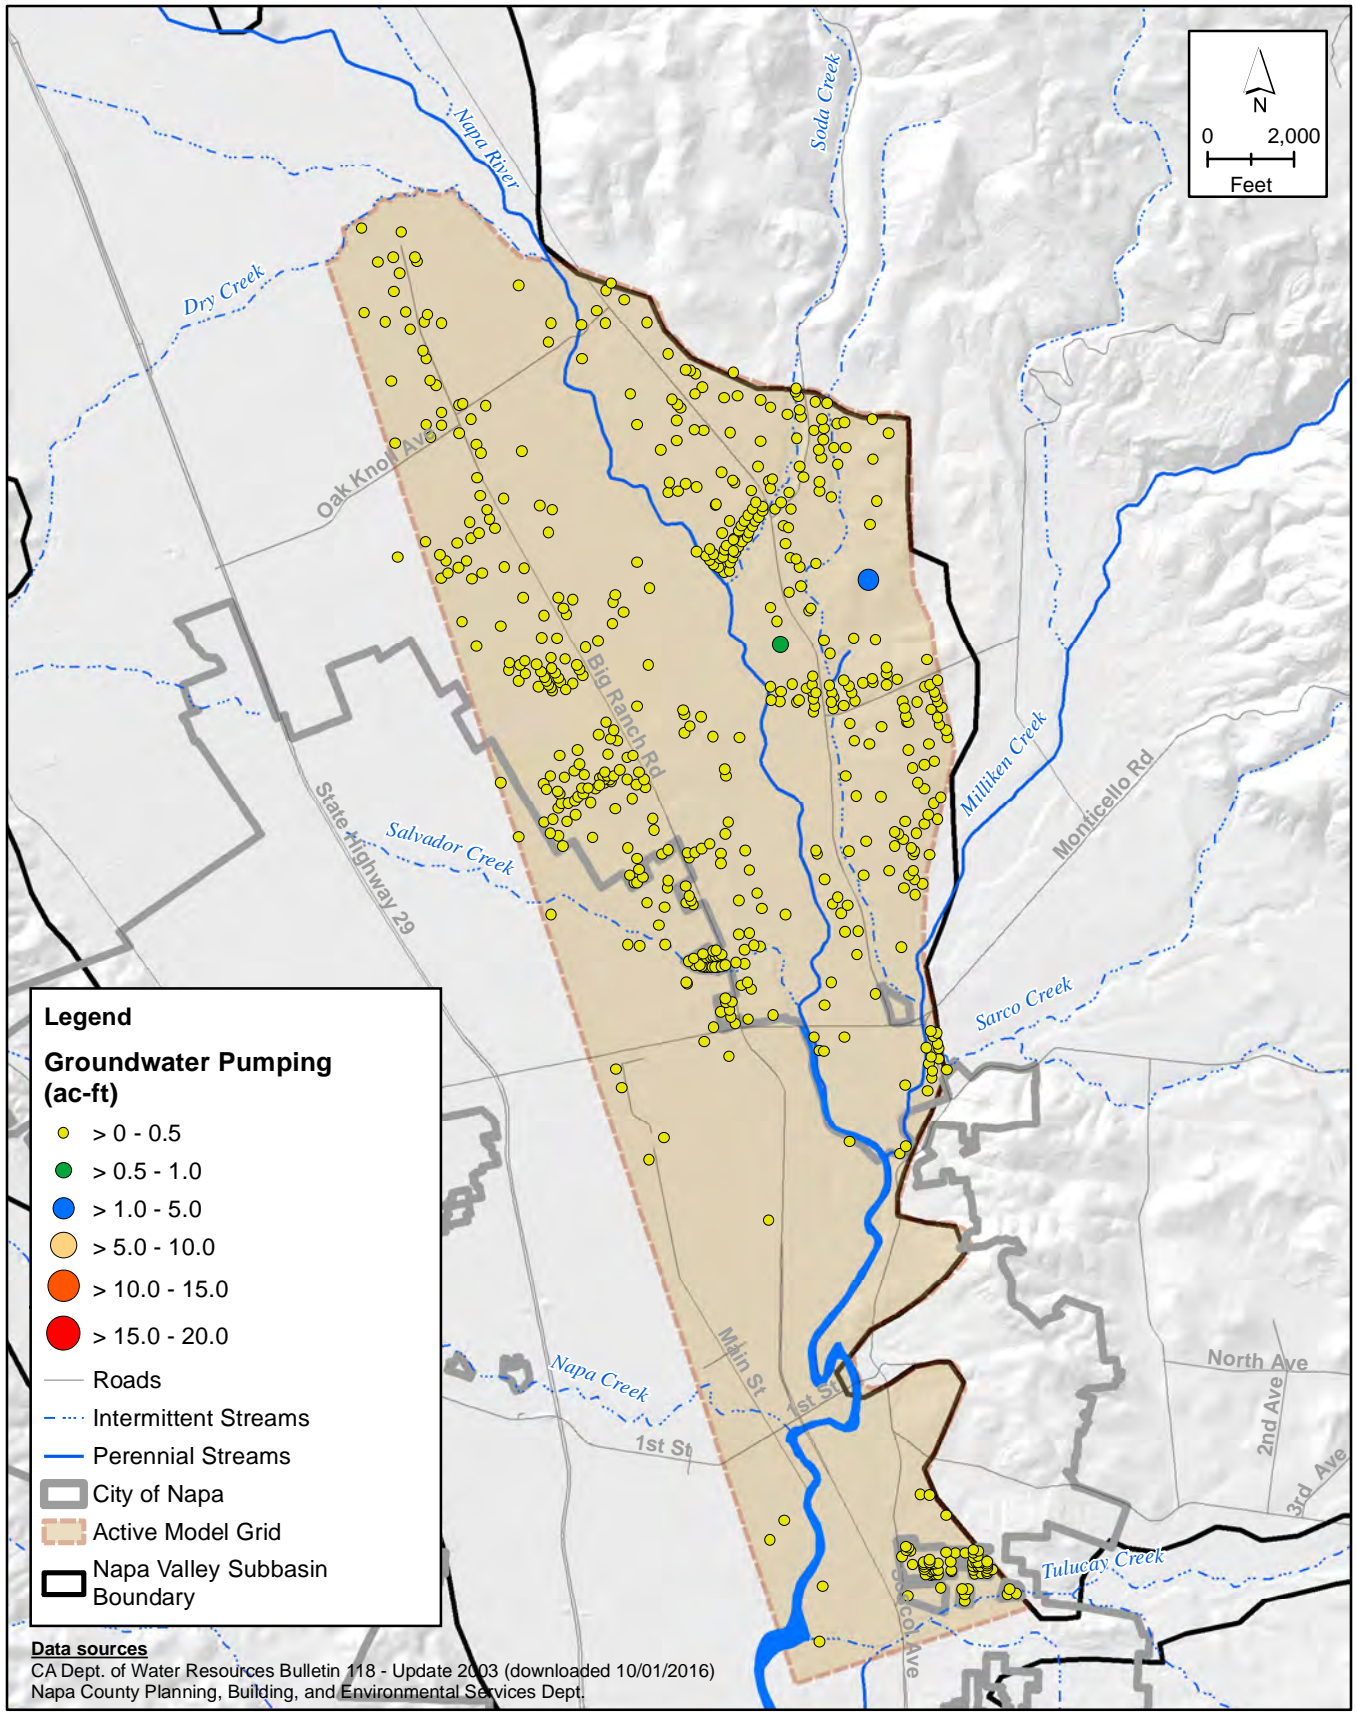 Soda Creek
N
0 2,000
Feet
Napa River
Dry Creek
Oak Knoll Ave
Big Ranch Rd
State Highway 29
Salvador Creek
Milliken Creek
Monticello Rd
Sarco Creek
Legend
Groundwater Pumping
(ac-ft)
> 0 - 0.5
> 0.5 - 1.0
> 1.0 - 5.0
> 5.0 - 10.0
> 10.0 - 15.0
> 15.0 - 20.0
Roads
Intermittent Streams
Perennial Streams
City of Napa
Active Model Grid
Napa Valley Subbasin
Boundary
Napa Creek
Main St
1st St
1st St
North Ave
2nd Ave
3rd Ave
Tulucay Creek
Soscol Ave
Data sources
CA Dept. of Water Resources Bulletin 118 - Update 2003 (downloaded 10/01/2016)
Napa County Planning, Building, and Environmental Services Dept.